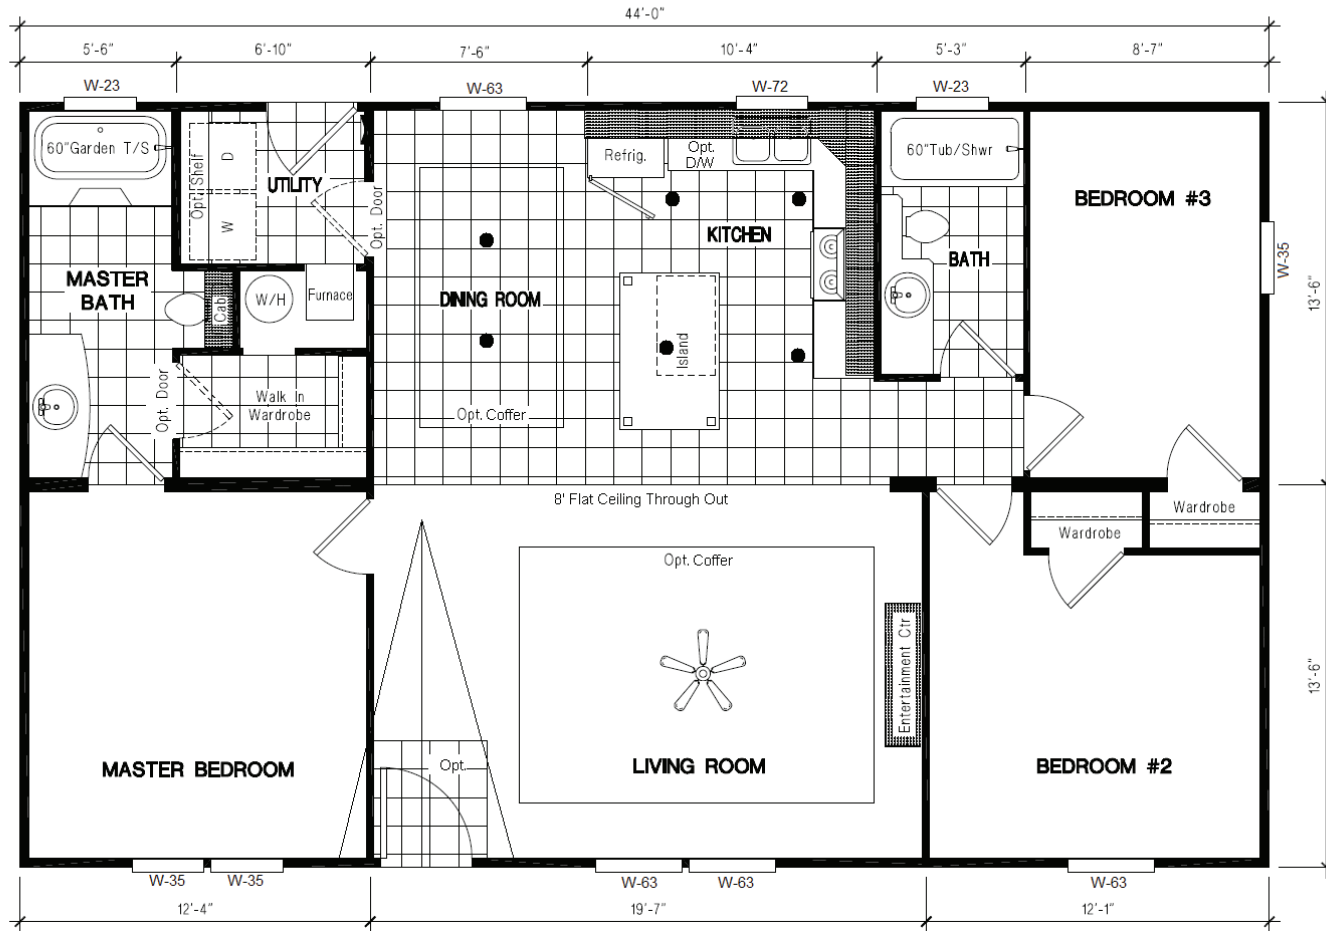 44'-0"
5'-6"
6'-10"
7'-6"
10'-4"
5'-3"
8'-7"
W-23
W-63
W-72
W-23
60"Garden T/S
Opt. Shelf
D
W
UTILITY
Opt. Door
Refrig.
Opt.
D/W
KITCHEN
60"Tub/Shwr
BATH
BEDROOM #3
W-35
13'-6"
MASTER
BATH
Cab
W/H
Furnace
DINING ROOM
Island
Opt. Door
Walk In
Wardrobe
Opt. Coffer
8' Flat Ceiling Through Out
Wardrobe
Wardrobe
Opt. Coffer
Entertainment Ctr
13'-6"
MASTER BEDROOM
Opt.
LIVING ROOM
BEDROOM #2
W-35
W-35
W-63
W-63
W-63
12'-4"
19'-7"
12'-1"